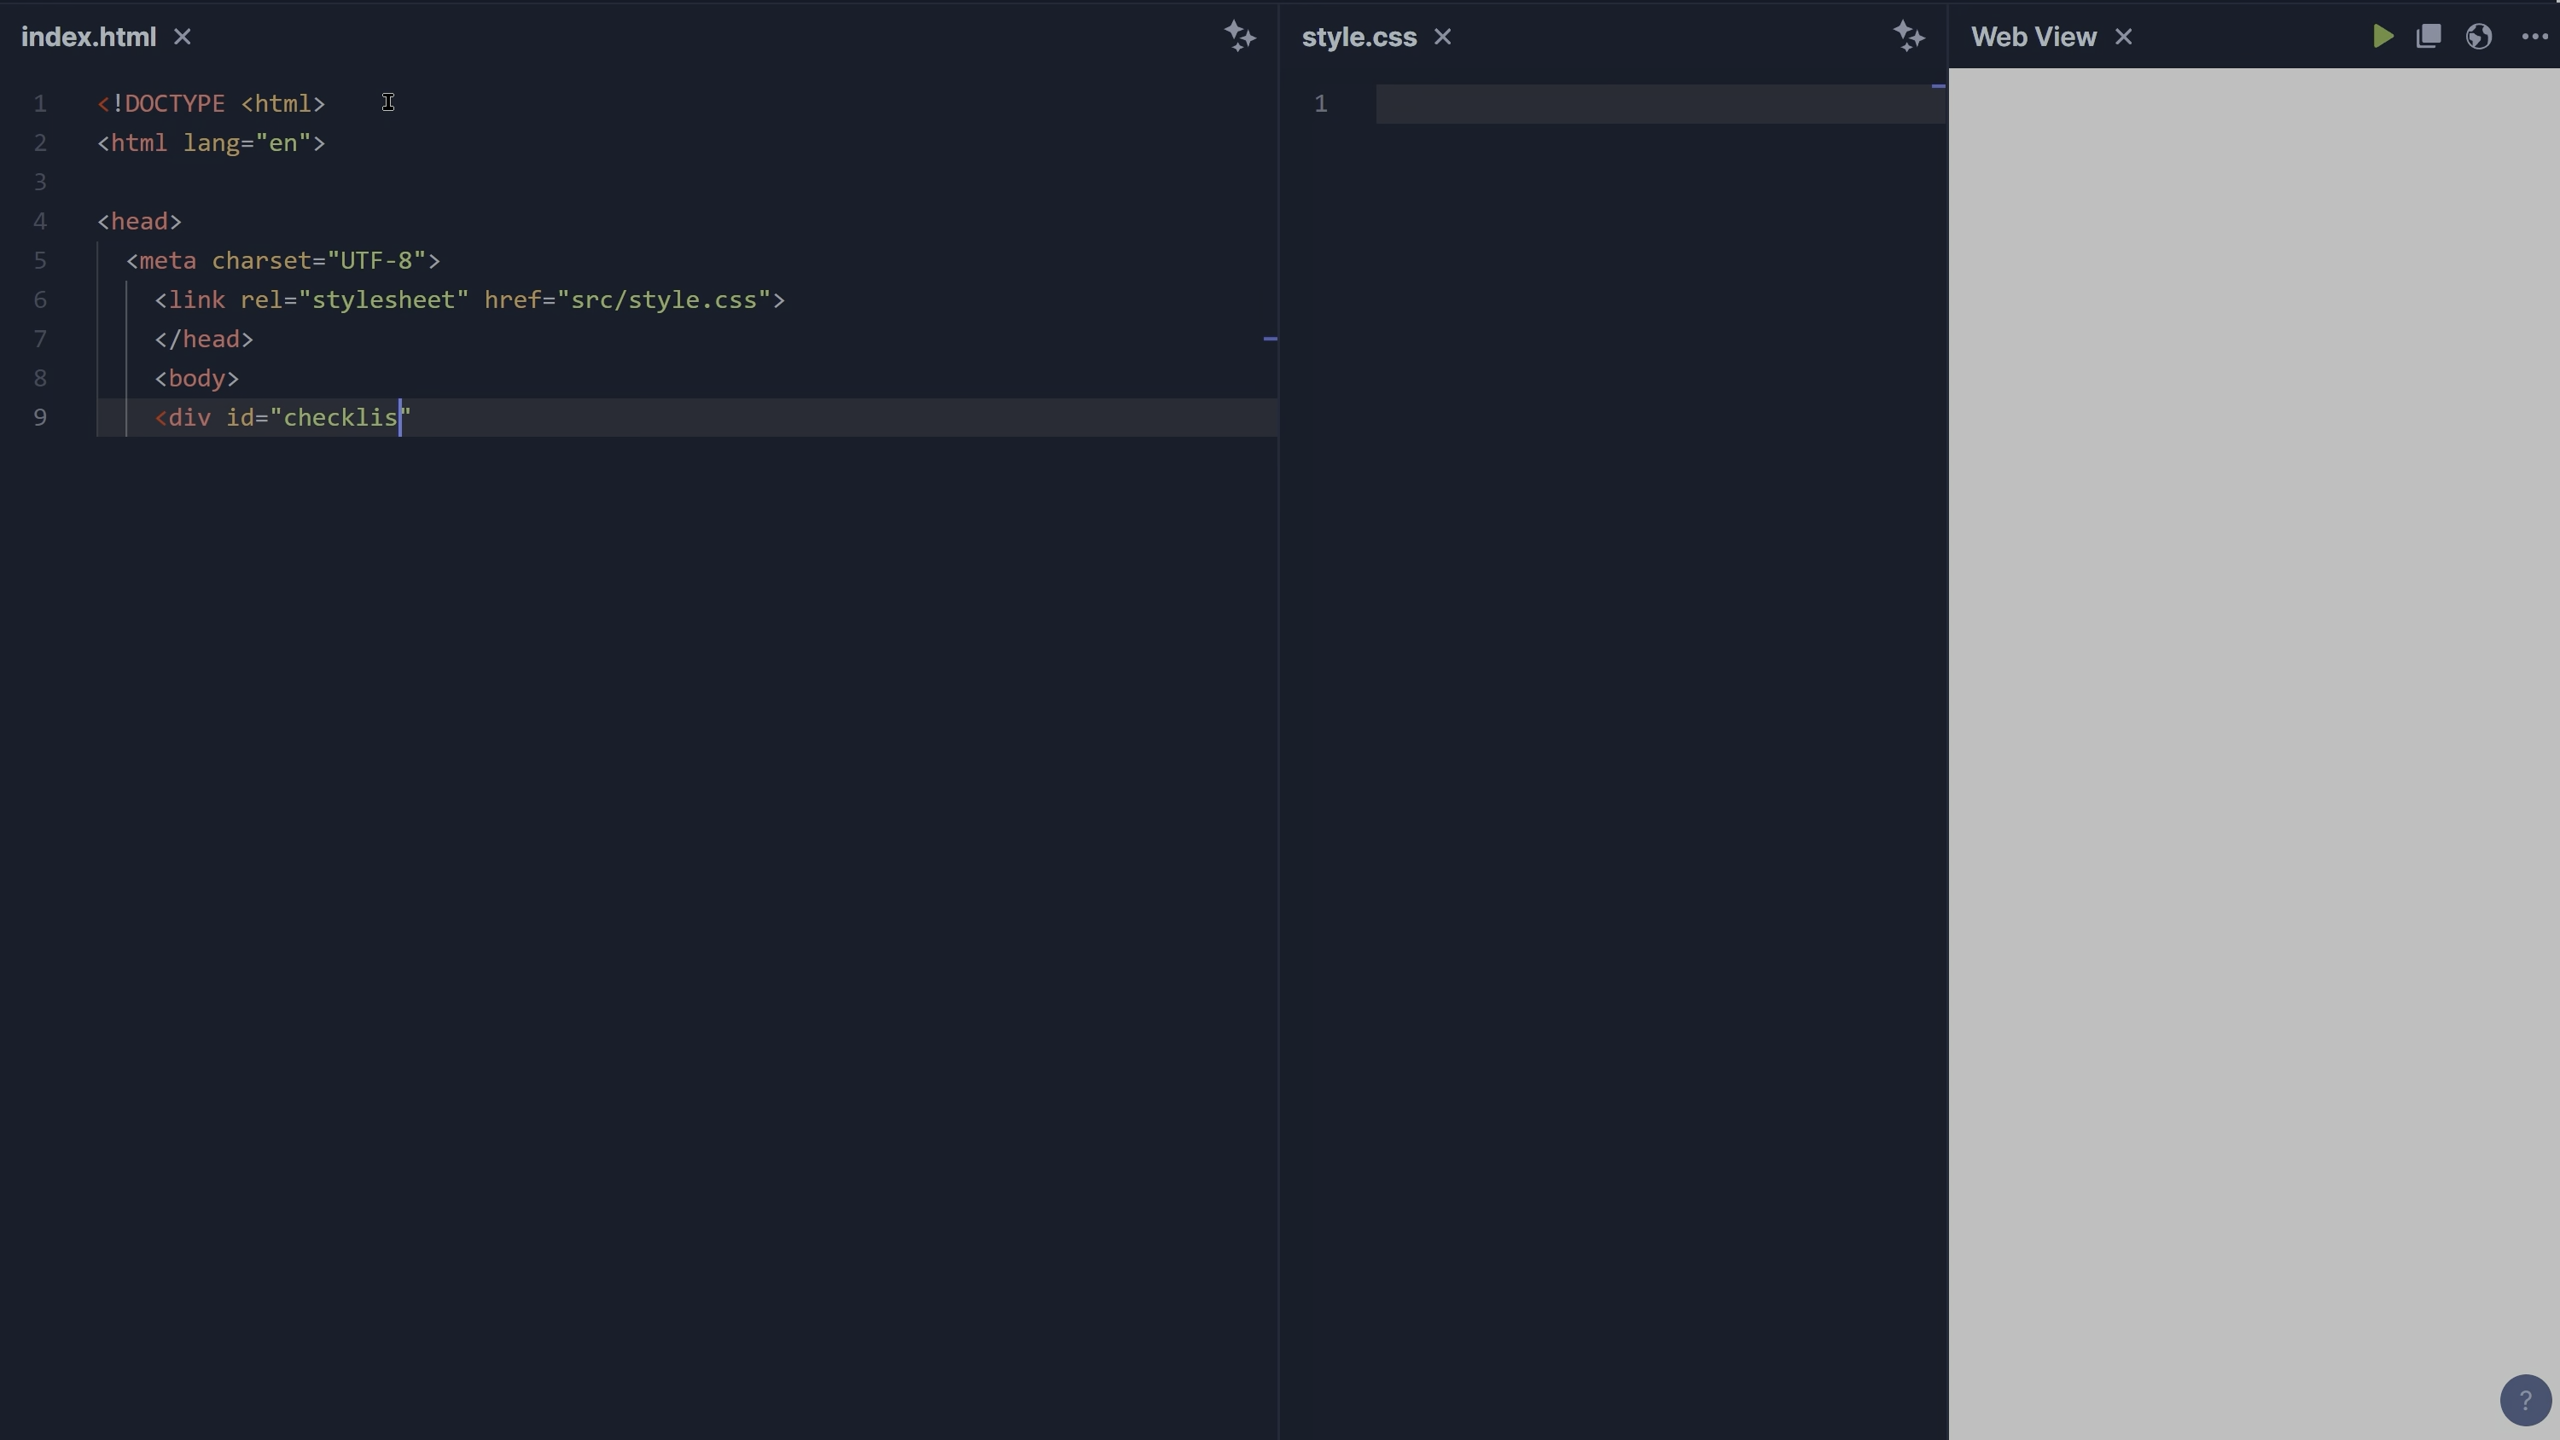 index.html ×
1 <!DOCTYPE <html>
2 <html lang="en">
3
4 <head>
5 <meta charset="UTF-8">
6 <link rel="stylesheet" href="src/style.css">
7 </head>
8 <body>
9 <div id="checklis"
style.css ×
1
Web View ×
?